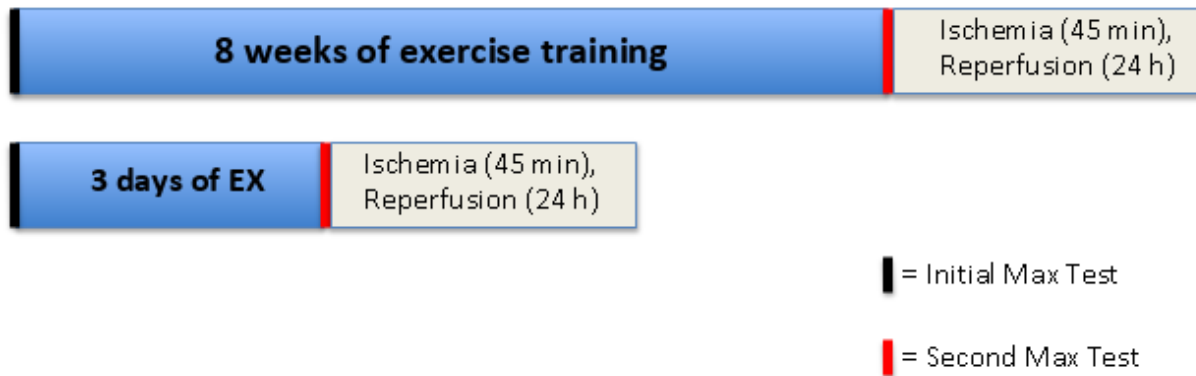 8 weeks of exercise training
Ischemia (45 min),
Reperfusion (24 h)
3 days of EX
Ischemia (45 min),
Reperfusion (24 h)
= Initial Max Test
= Second Max Test